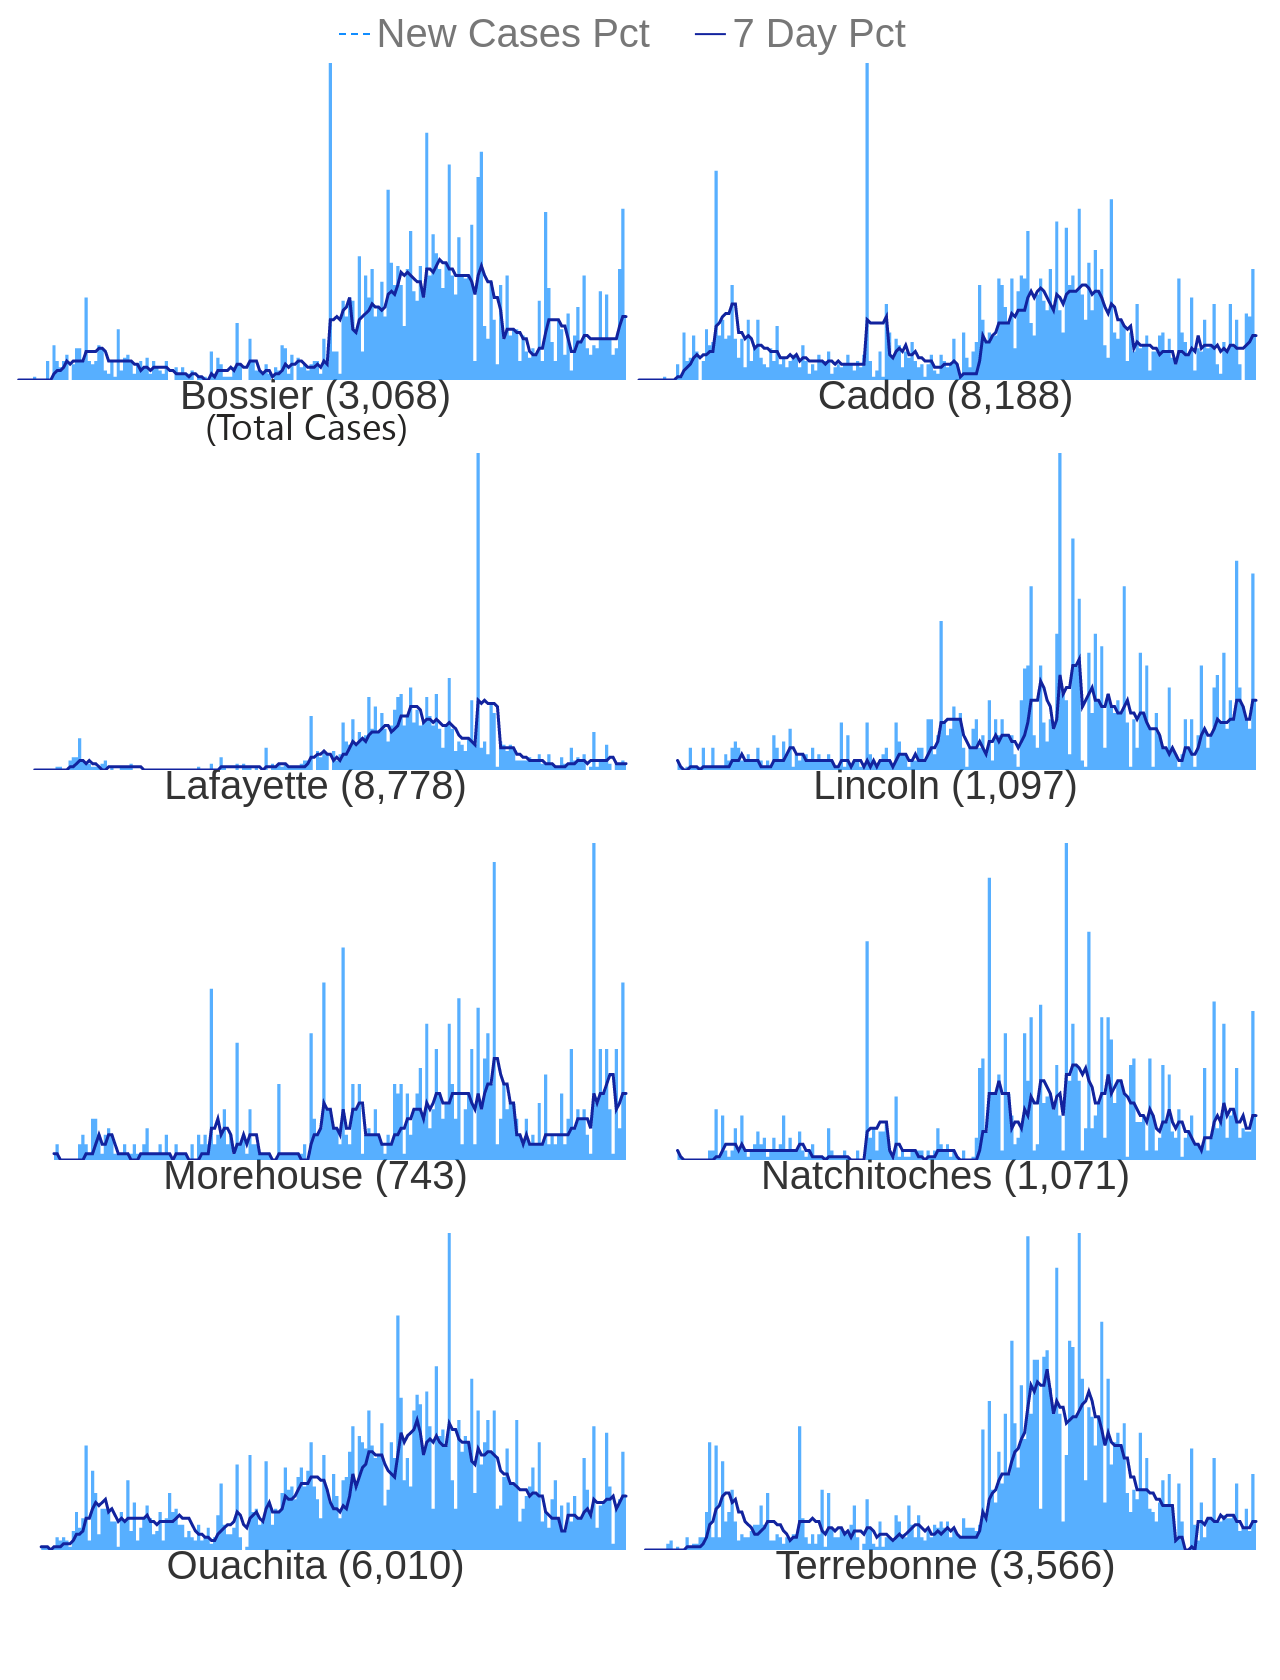 New Cases Pct 7 Day Pct
Bossier (3,068) Caddo (8,188)
(Total Cases)
Lafayette (8,778) Lincoln (1,097)
Morehouse (743) Natchitoches (1,071)
Ouachita (6,010) Terrebonne (3,566)